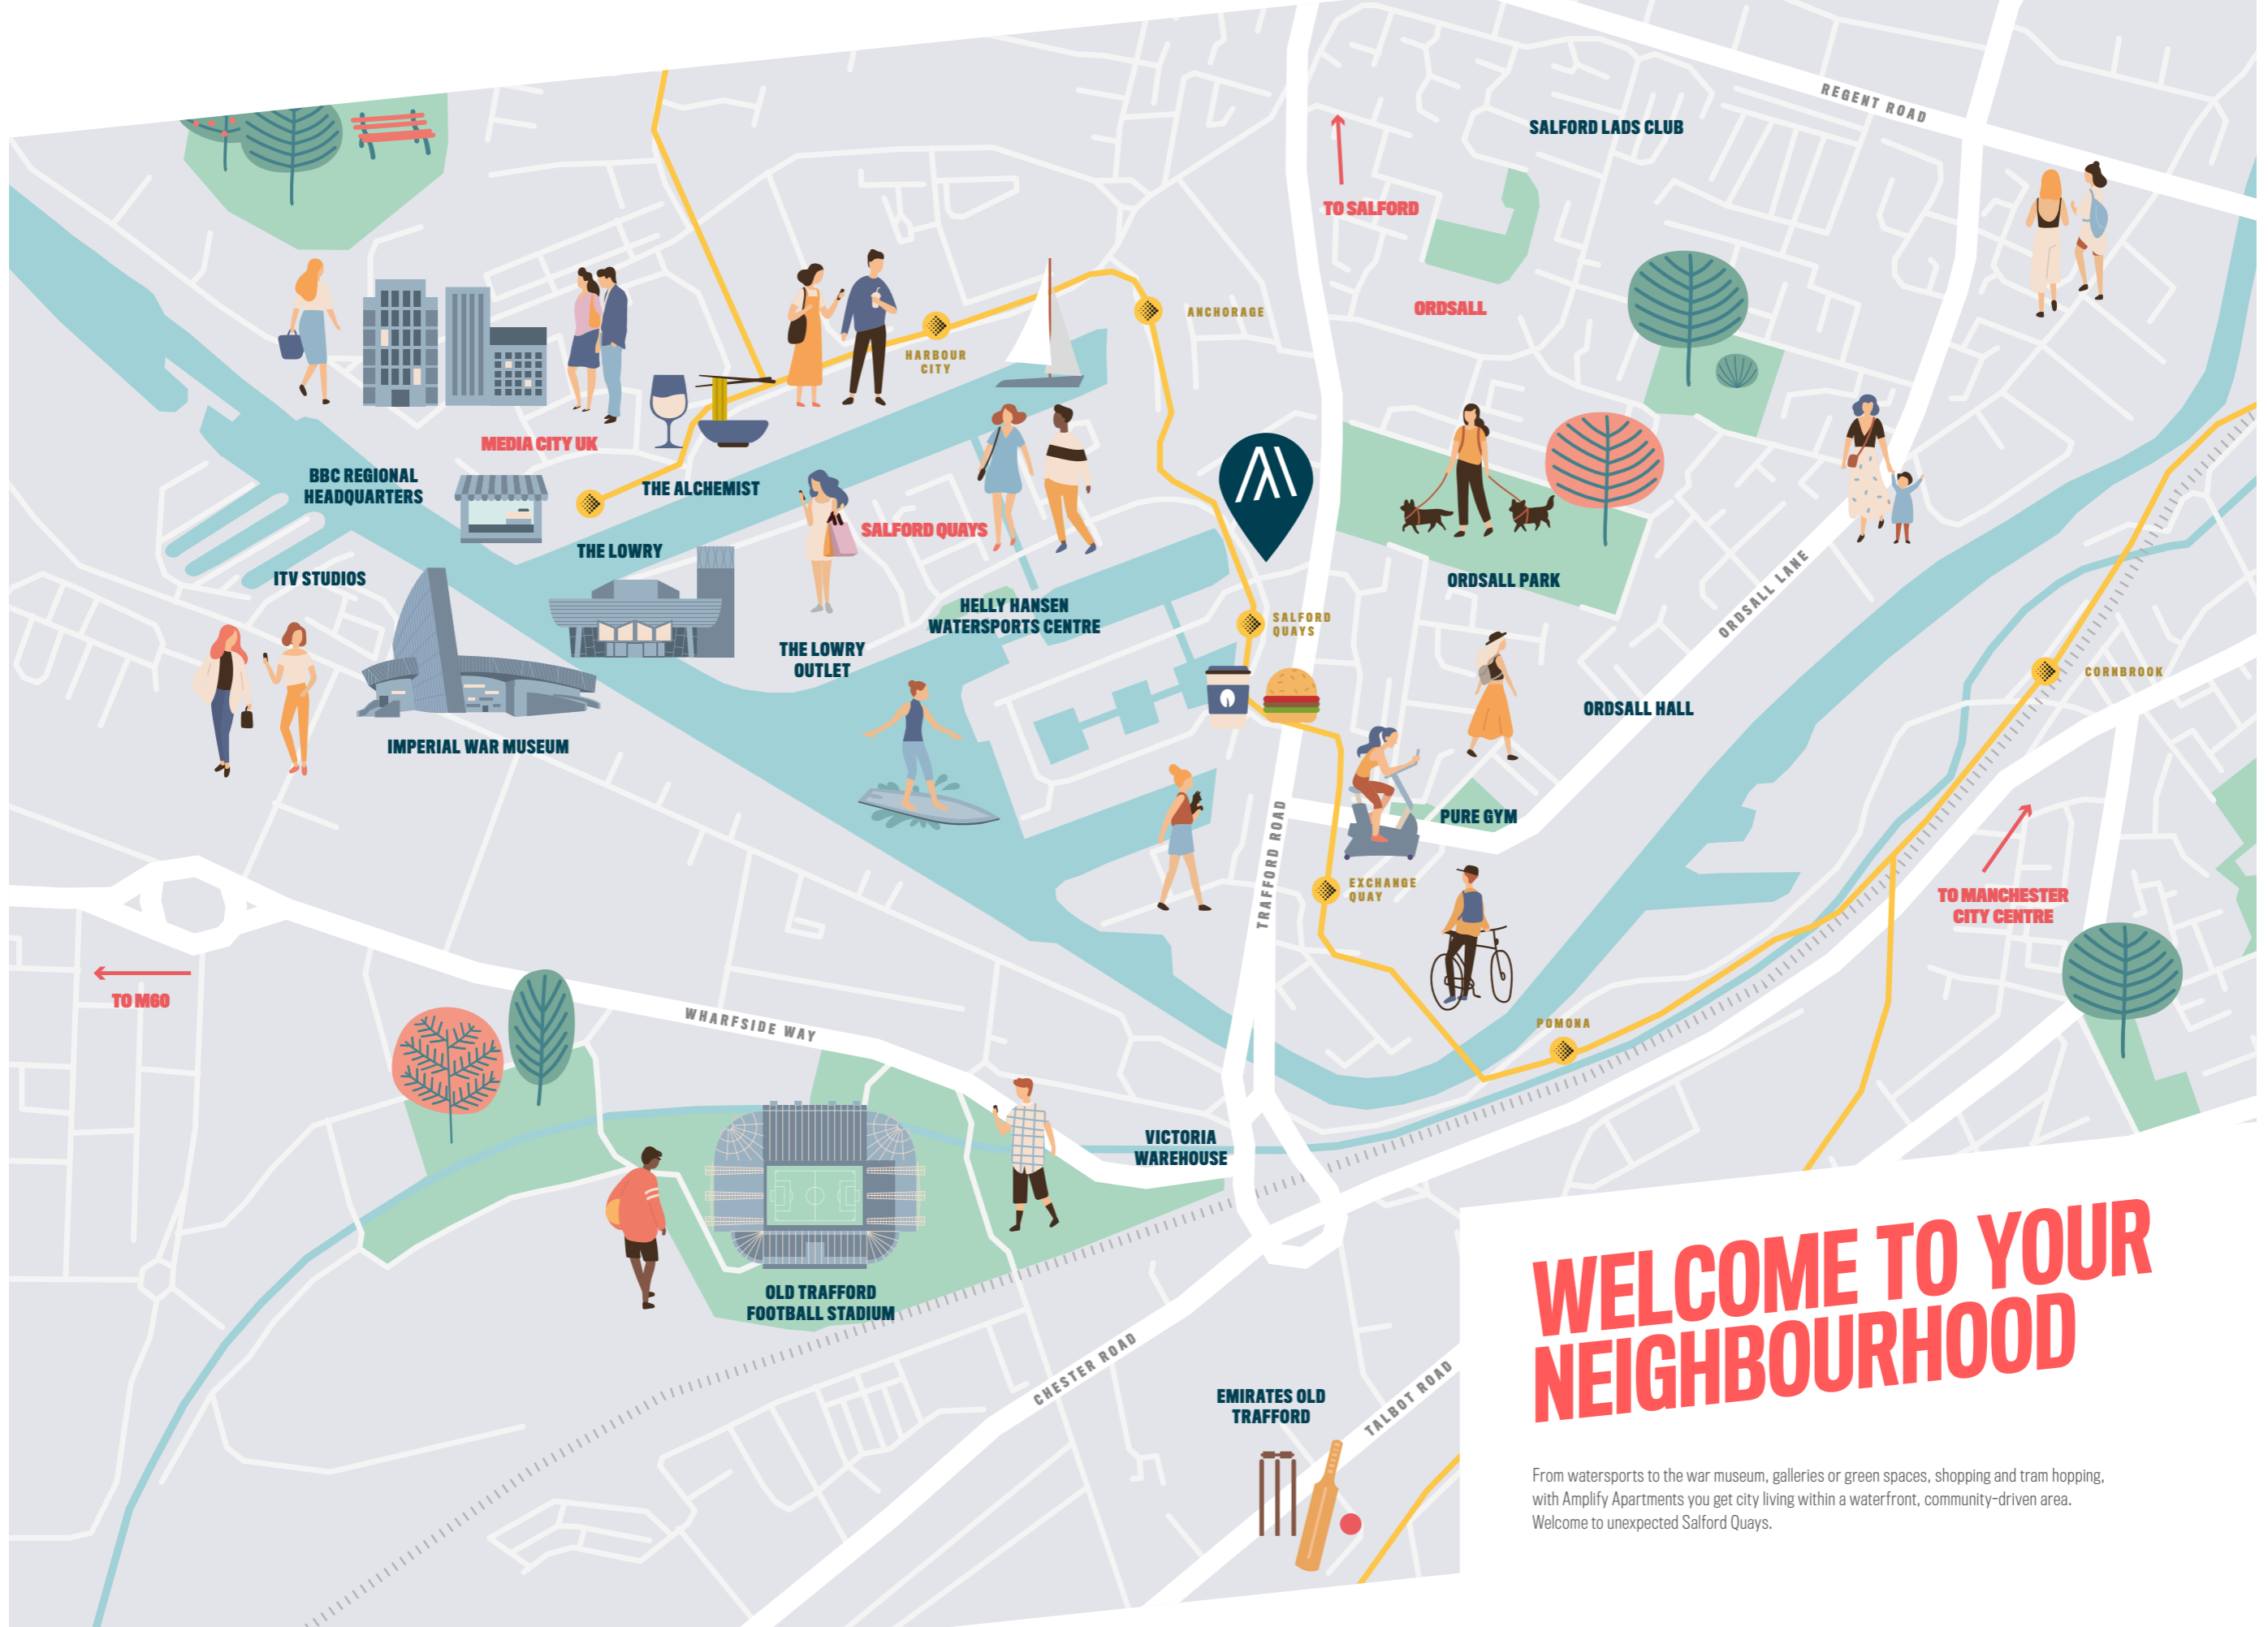 REGENT ROAD
SALFORD LADS CLUB
TO SALFORD
ORDSALL
ANCHORAGE
HARBOUR
CITY
MEDIA CITY UK
BBC REGIONAL
HEADQUARTERS
THE ALCHEMIST
SALFORD QUAYS
THE LOWRY
ITV STUDIOS
ORDSALL PARK
ORDSALL LANE
HELLY HANSEN
WATERSPORTS CENTRE
SALFORD
QUAYS
THE LOWRY
OUTLET
CORNBROOK
ORDSALL HALL
IMPERIAL WAR MUSEUM
PURE GYM
TRAFFORD ROAD
EXCHANGE
QUAY
TO MANCHESTER
CITY CENTRE
TO M60
WHARFSIDE WAY
POMONA
VICTORIA
WAREHOUSE
OLD TRAFFORD
FOOTBALL STADIUM
CHESTER ROAD
EMIRATES OLD
TRAFFORD
TALBOT ROAD
WELCOME TO YOUR
NEIGHBOURHOOD
From watersports to the war museum, galleries or green spaces, shopping and tram hopping,
with Amplify Apartments you get city living within a waterfront, community-driven area.
Welcome to unexpected Salford Quays.